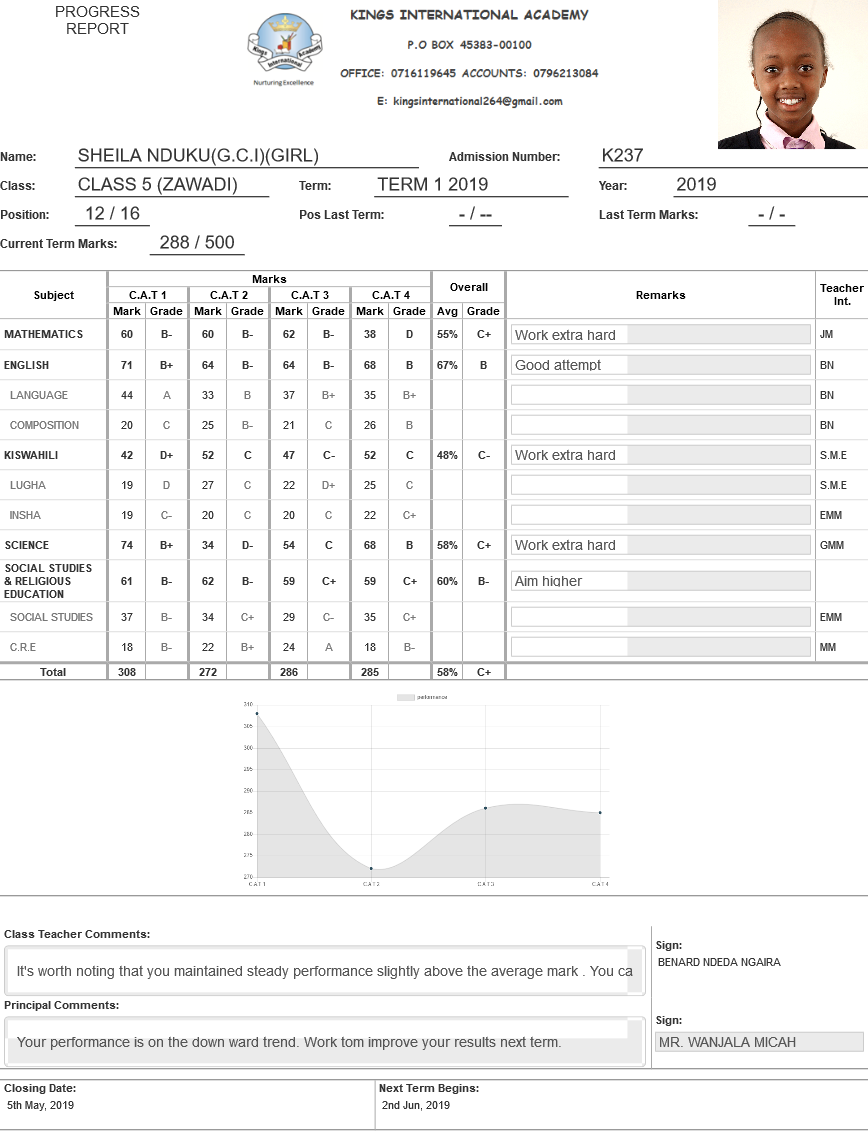 PROGRESS
REPORT
Kings International Academy
Nurturing Excellence
KINGS INTERNATIONAL ACADEMY
P.O BOX 45383-00100
OFFICE: 0716119645 ACCOUNTS: 0796213084
E: kingsinternational264@gmail.com
Name: SHEILA NDUKU(G.C.I)(GIRL) Admission Number: K237
Class: CLASS 5 (ZAWADI) Term: TERM 1 2019 Year: 2019
Position: 12 / 16 Pos Last Term: - / -- Last Term Marks: - / -
Current Term Marks: 288 / 500
Subject Marks Overall Remarks Teacher Int.
C.A.T 1 C.A.T 2 C.A.T 3 C.A.T 4
Mark Grade Mark Grade Mark Grade Mark Grade Avg Grade
MATHEMATICS 60 B- 60 B- 62 B- 38 D 55% C+ Work extra hard JM
ENGLISH 71 B+ 64 B- 64 B- 68 B 67% B Good attempt BN
LANGUAGE 44 A 33 B 37 B+ 35 B+ BN
COMPOSITION 20 C 25 B- 21 C 26 B BN
KISWAHILI 42 D+ 52 C 47 C- 52 C 48% C- Work extra hard S.M.E
LUGHA 19 D 27 C 22 D+ 25 C S.M.E
INSHA 19 C- 20 C 20 C 22 C+ EMM
SCIENCE 74 B+ 34 D- 54 C 68 B 58% C+ Work extra hard GMM
SOCIAL STUDIES
& RELIGIOUS
EDUCATION 61 B- 62 B- 59 C+ 59 C+ 60% B- Aim higher
SOCIAL STUDIES 37 B- 34 C+ 29 C- 35 C+ EMM
C.R.E 18 B- 22 B+ 24 A 18 B- MM
Total 308 272 286 285 58% C+
performance
310
305
300
295
290
285
280
275
270
CAT1 CAT2 CAT3 CAT4
Class Teacher Comments:
It's worth noting that you maintained steady performance slightly above the average mark . You ca
Sign:
BENARD NDEDA NGAIRA
Principal Comments:
Your performance is on the down ward trend. Work tom improve your results next term.
Sign:
MR. WANJALA MICAH
Closing Date: Next Term Begins:
5th May, 2019 2nd Jun, 2019